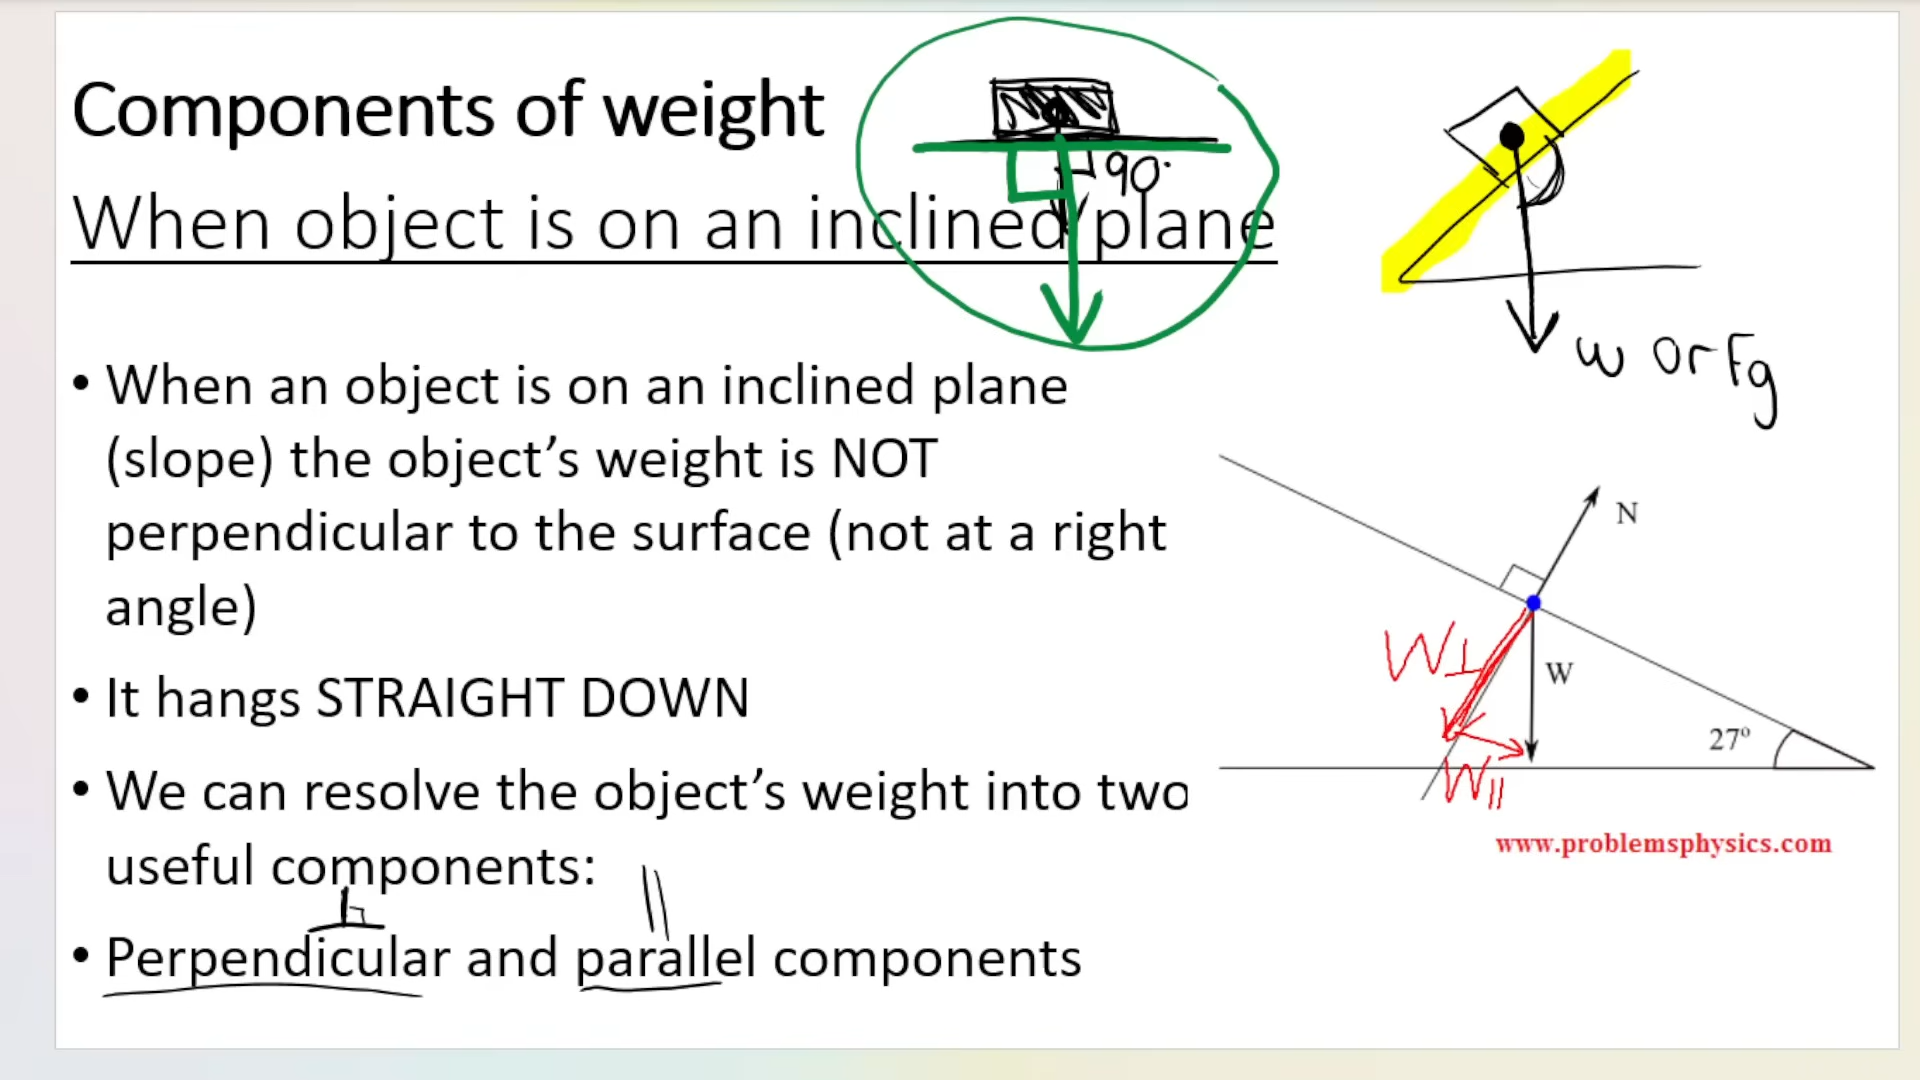 Components of weight
90°
When object is on an inclined plane
W or Fg
• When an object is on an inclined plane
(slope) the object’s weight is NOT
perpendicular to the surface (not at a right
angle)
• It hangs STRAIGHT DOWN
• We can resolve the object’s weight into two
useful components:
• Perpendicular and parallel components
N
W⊥
W
27°
W||
www.problemsphysics.com